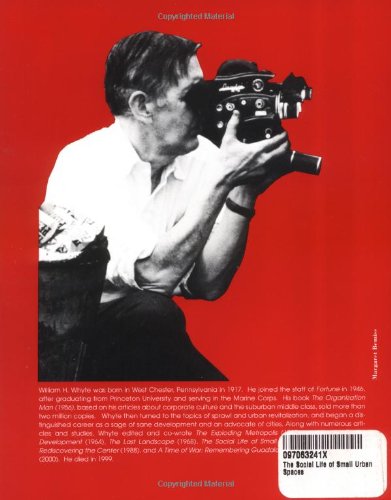 Copyrighted Material
Margaret Bemiss
William H. Whyte was born in West Chester, Pennsylvania in 1917. He joined the staff of Fortune in 1946,
after graduating from Princeton University and serving in the Marine Corps. His book The Organization
Man (1956), based on his articles about corporate culture and the suburban middle class, sold more than
two million copies. Whyte then turned to the topics of sprawl and urban revitalization, and began a dis-
tinguished career as a sage of sane development and an advocate of cities. Along with numerous arti-
cles and studies, Whyte edited and co-wrote The Exploding Metropolis
Development (1964), The Last Landscape (1968), The Social Life of Small
Rediscovering the Center (1988), and A Time of War: Remembering Guadal
(2000). He died in 1999.
097063241X
The Social Life of Small Urban
Spaces
Copyrighted Material